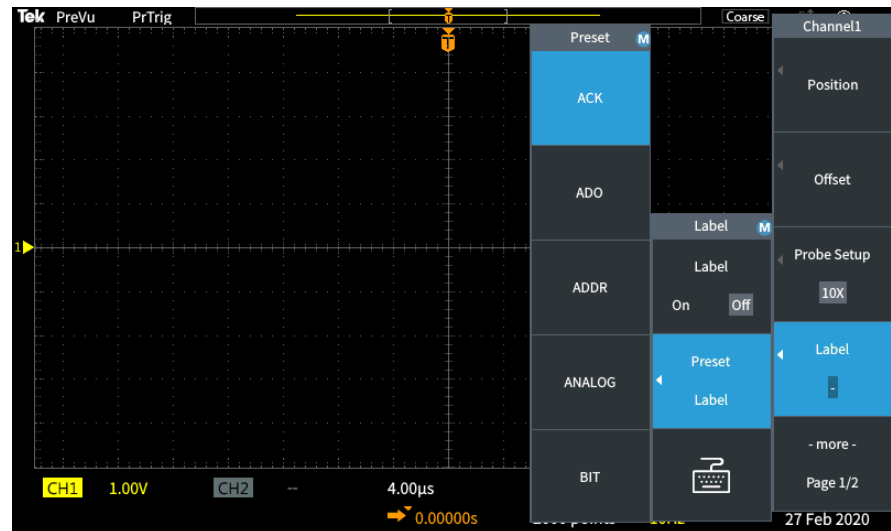 Tek PreVu PrTrig
Coarse
Channel1
Preset M
T
T
Position
ACK
ADO
Offset
Label M
1
Label
Probe Setup
ADDR
10X
On Off
Label
Preset
ANALOG
Label
-
- more -
BIT
Page 1/2
CH1 1.00V CH2 -- 4.00µs
0.00000s
27 Feb 2020